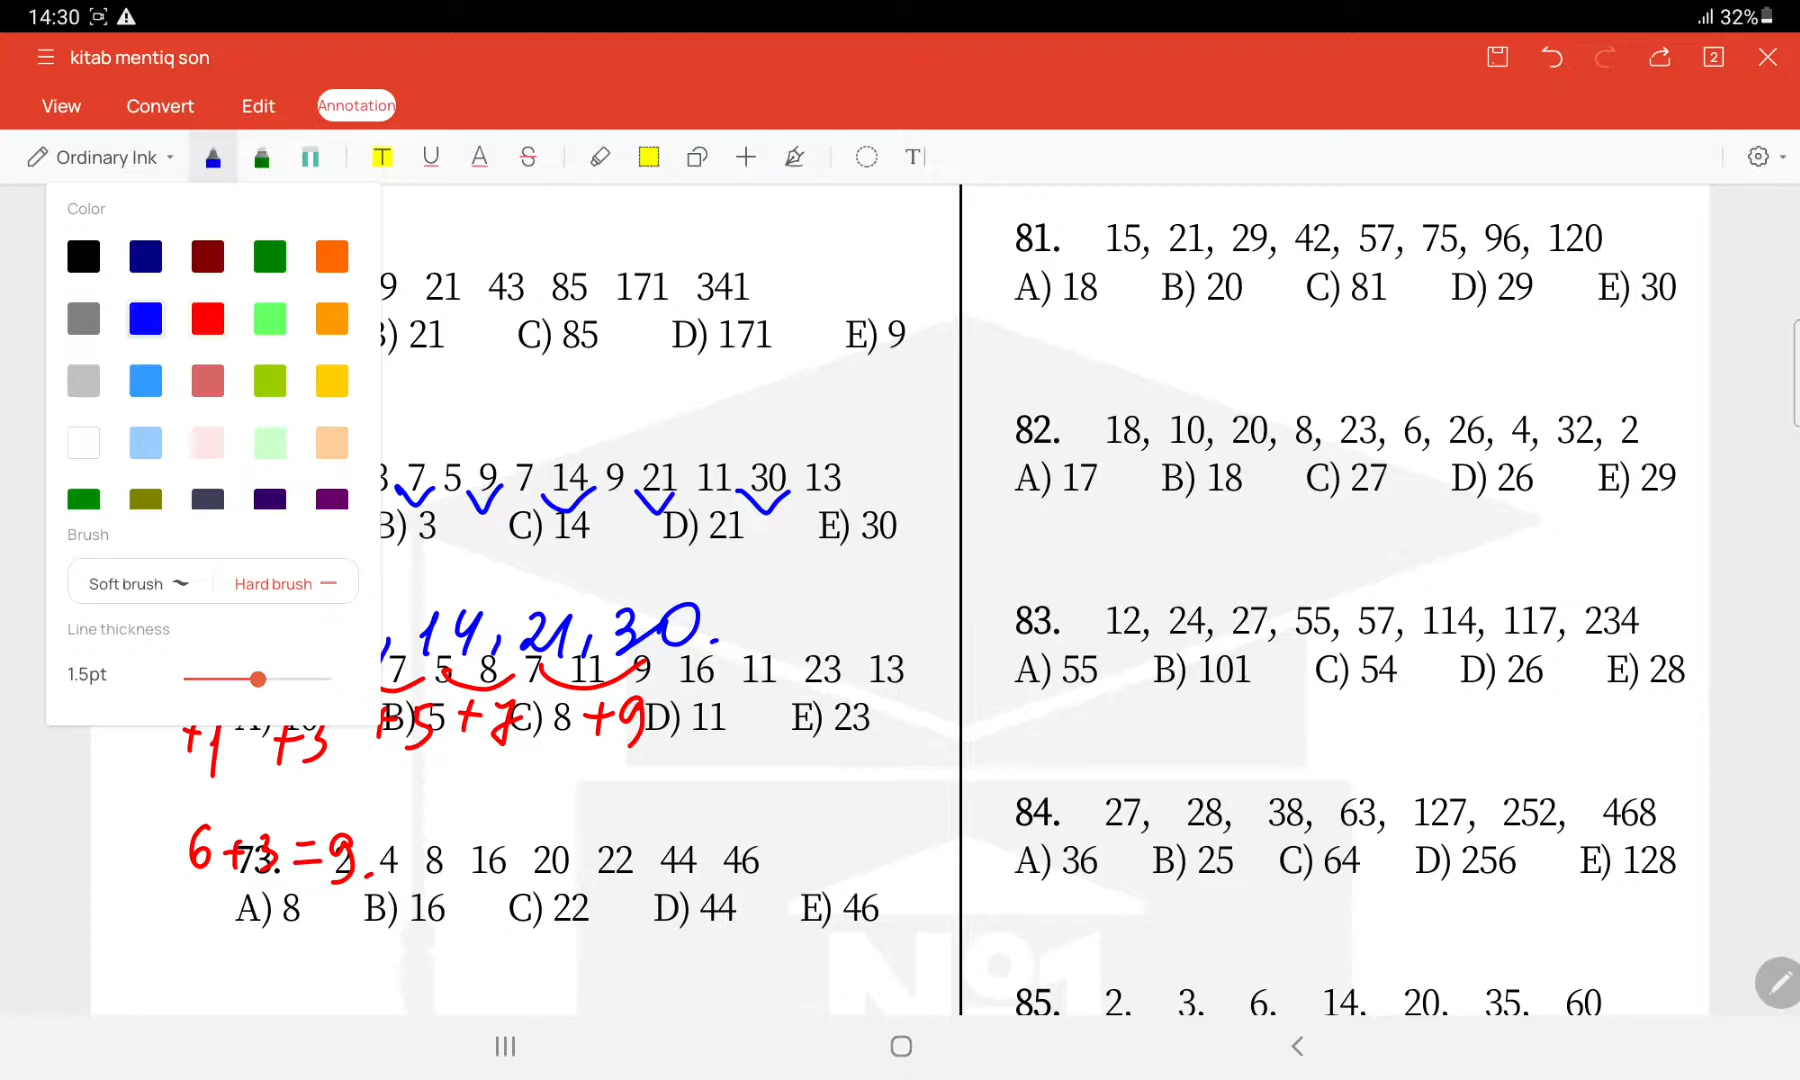 14:30
32%
kitab mentiq son
2
View Convert Edit Annotation
Ordinary Ink T U A S T
Color
Brush
Soft brush Hard brush
Line thickness
1.5pt
9 21 43 85 171 341
21 C) 85 D) 171 E) 9
7 5 9 7 14 9 21 11 30 13
B) 3 C) 14 D) 21 E) 30
, 14, 21, 30.
7 5 8 7 11 9 16 11 23 13
B) 5 C) 8 D) 11 E) 23
+1 +3 +5 +7 +9
6+3=9.
73. 2 4 8 16 20 22 44 46
A) 8 B) 16 C) 22 D) 44 E) 46
81. 15, 21, 29, 42, 57, 75, 96, 120
A) 18 B) 20 C) 81 D) 29 E) 30
82. 18, 10, 20, 8, 23, 6, 26, 4, 32, 2
A) 17 B) 18 C) 27 D) 26 E) 29
83. 12, 24, 27, 55, 57, 114, 117, 234
A) 55 B) 101 C) 54 D) 26 E) 28
84. 27, 28, 38, 63, 127, 252, 468
A) 36 B) 25 C) 64 D) 256 E) 128
85. 2, 3, 6, 14, 20, 35, 60
No1